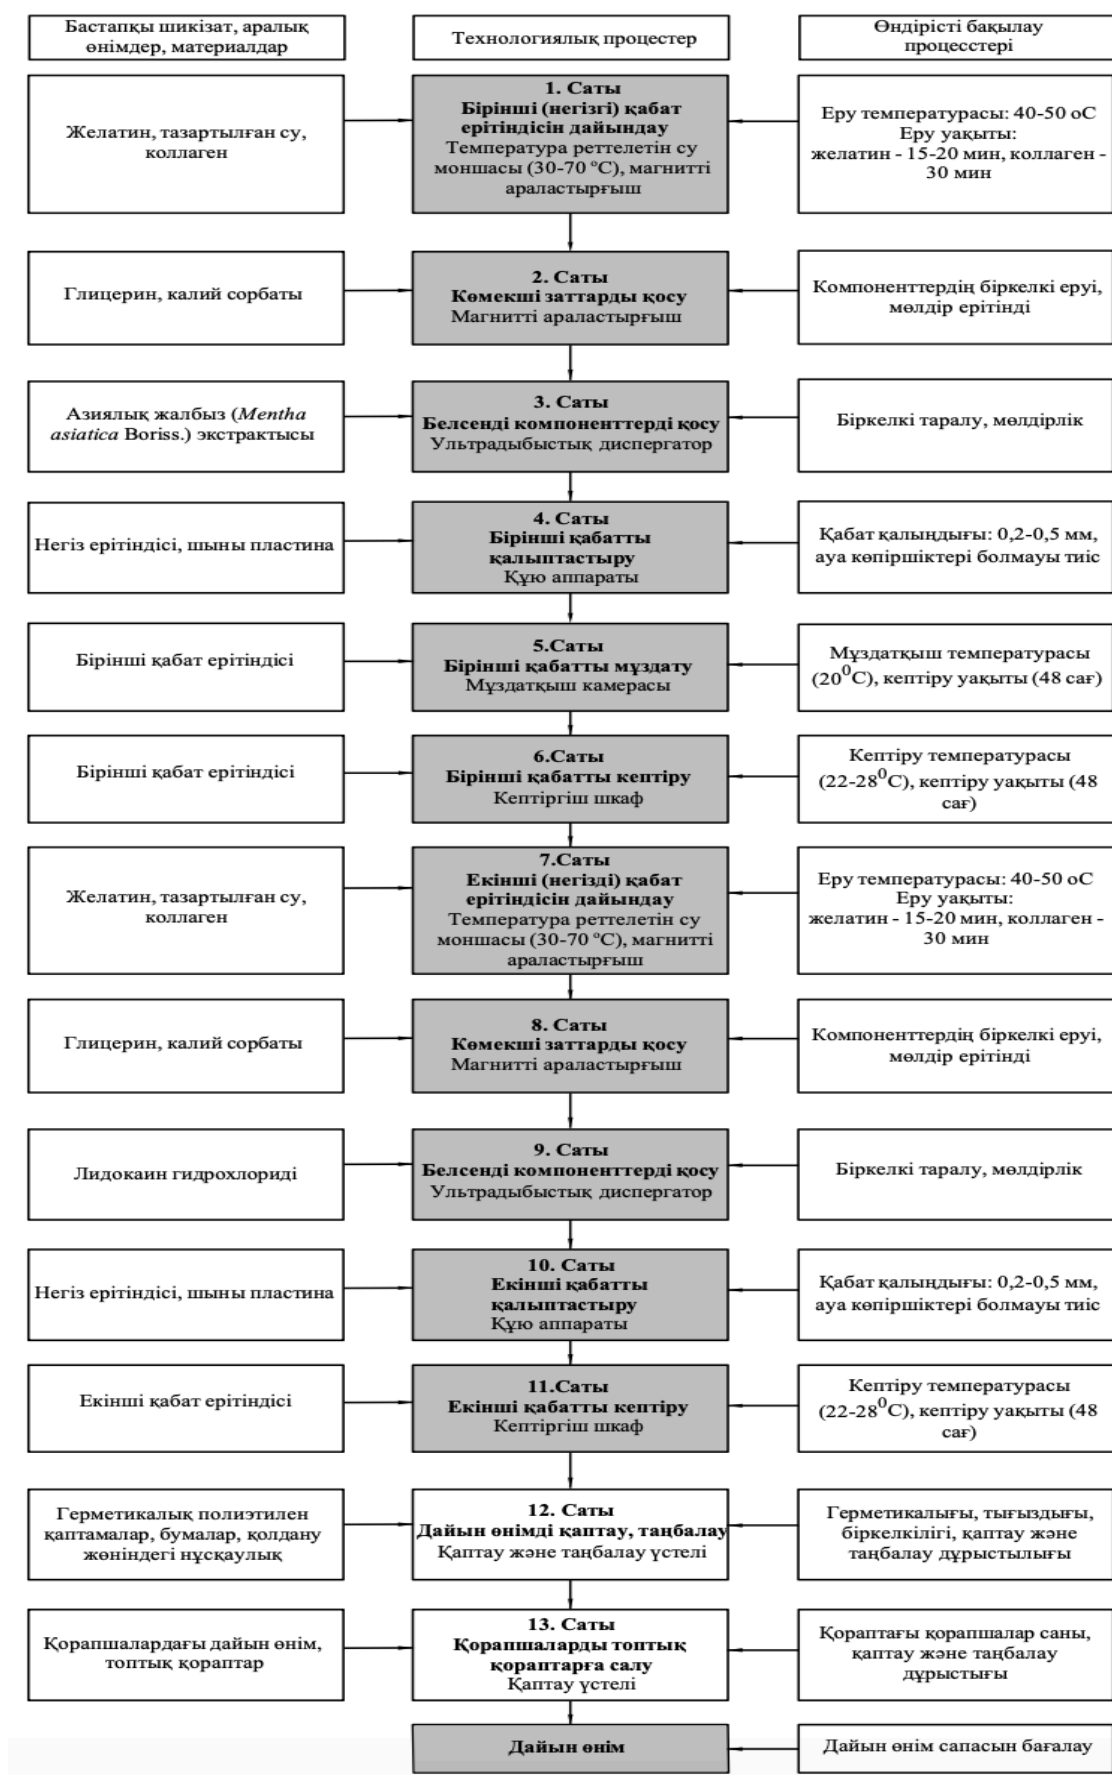 Бастапқы шикізат, аралық
өнімдер, материалдар
Технологиялық процестер
Өндірісті бақылау
процесстері
Желатин, тазартылған су,
коллаген
1. Саты
Бірінші (негізгі) қабат
ерітіндісін дайындау
Температура реттелетін су
моншасы (30-70 °С), магнитті
араластырғыш
Еру температурасы: 40-50 оС
Еру уақыты:
желатин - 15-20 мин, коллаген -
30 мин
Глицерин, калий сорбаты
2. Саты
Көмекші заттарды қосу
Магнитті араластырғыш
Компоненттердің біркелкі еруі,
мөлдір ерітінді
Азиялық жалбыз (Mentha
asiatica Boriss.) экстрактысы
3. Саты
Белсенді компоненттерді қосу
Ультрадыбыстық диспергатор
Біркелкі таралу, мөлдірлік
Негіз ерітіндісі, шыны пластина
4. Саты
Бірінші қабатты
қалыптастыру
Құю аппараты
Қабат қалыңдығы: 0,2-0,5 мм,
ауа көпіршіктері болмауы тиіс
Бірінші қабат ерітіндісі
5.Саты
Бірінші қабатты мұздату
Мұздатқыш камерасы
Мұздатқыш температурасы
(20⁰С), кептіру уақыты (48 сағ)
Бірінші қабат ерітіндісі
6.Саты
Бірінші қабатты кептіру
Кептіргіш шкаф
Кептіру температурасы
(22-28⁰С), кептіру уақыты (48
сағ)
Желатин, тазартылған су,
коллаген
7.Саты
Екінші (негізді) қабат
ерітіндісін дайындау
Температура реттелетін су
моншасы (30-70 °С), магнитті
араластырғыш
Еру температурасы: 40-50 оС
Еру уақыты:
желатин - 15-20 мин, коллаген -
30 мин
Глицерин, калий сорбаты
8. Саты
Көмекші заттарды қосу
Магнитті араластырғыш
Компоненттердің біркелкі еруі,
мөлдір ерітінді
Лидокаин гидрохлориді
9. Саты
Белсенді компоненттерді қосу
Ультрадыбыстық диспергатор
Біркелкі таралу, мөлдірлік
Негіз ерітіндісі, шыны пластина
10. Саты
Екінші қабатты
қалыптастыру
Құю аппараты
Қабат қалыңдығы: 0,2-0,5 мм,
ауа көпіршіктері болмауы тиіс
Екінші қабат ерітіндісі
11.Саты
Екінші қабатты кептіру
Кептіргіш шкаф
Кептіру температурасы
(22-28⁰С), кептіру уақыты (48
сағ)
Герметикалық полиэтилен
қаптамалар, бумалар, қолдану
жөніндегі нұсқаулық
12. Саты
Дайын өнімді қаптау, таңбалау
Қаптау және таңбалау үстелі
Герметикалығы, тығыздығы,
біркелкілігі, қаптау және
таңбалау дұрыстылығы
Қорапшалардағы дайын өнім,
топтық қораптар
13. Саты
Қорапшаларды топтық
қораптарға салу
Қаптау үстелі
Қораптағы қорапшалар саны,
қаптау және таңбалау
дұрыстығы
Дайын өнім
Дайын өнім сапасын бағалау